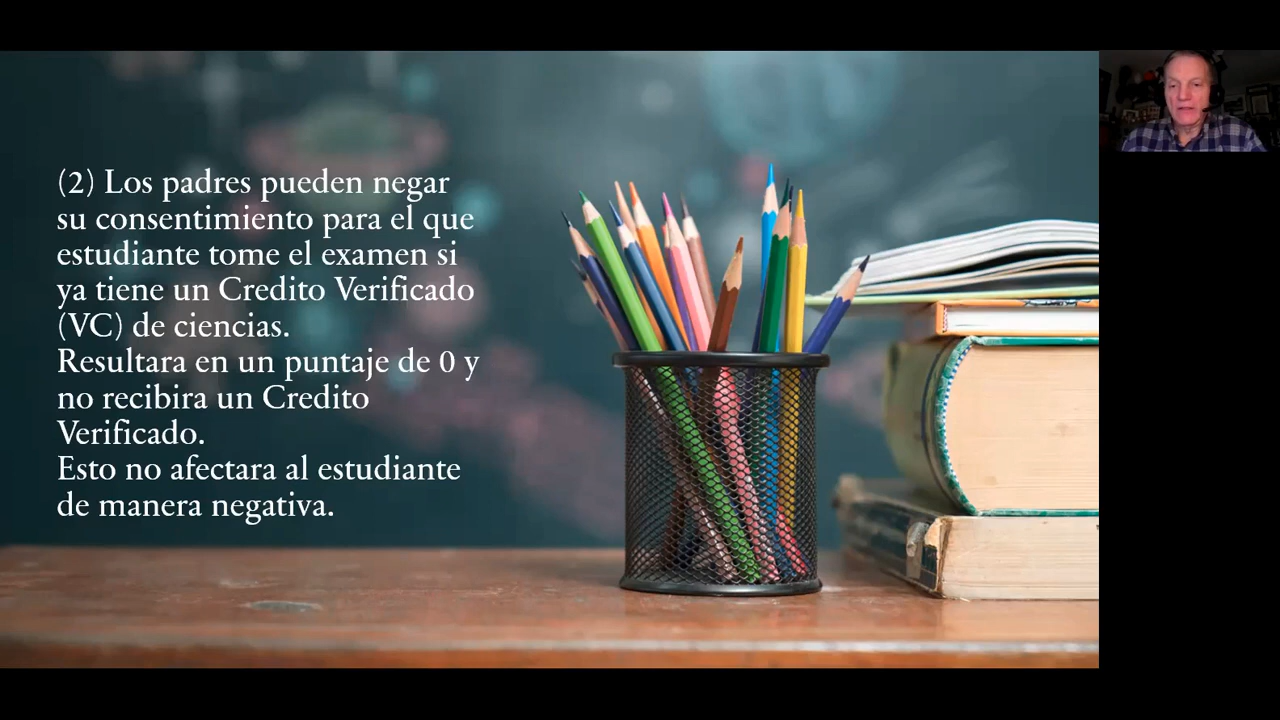 (2) Los padres pueden negar
su consentimiento para el que
estudiante tome el examen si
ya tiene un Credito Verificado
(VC) de ciencias.
Resultara en un puntaje de 0 y
no recibira un Credito
Verificado.
Esto no afectara al estudiante
de manera negativa.